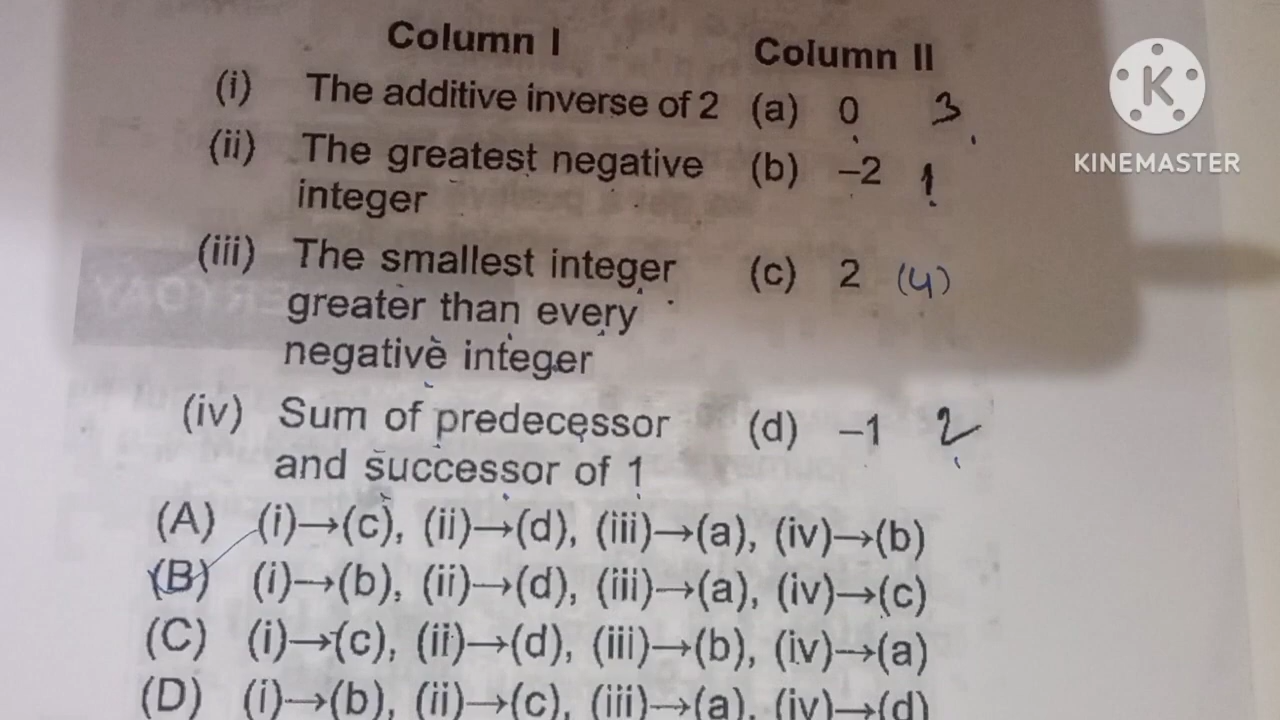 Column I Column II
(i) The additive inverse of 2 (a) 0 3
(ii) The greatest negative (b) –2 1
integer
(iii) The smallest integer (c) 2 (4)
greater than every
negative integer
(iv) Sum of predecessor (d) –1 2
and successor of 1
(A) (i)→(c), (ii)→(d), (iii)→(a), (iv)→(b)
(B) (i)→(b), (ii)→(d), (iii)→(a), (iv)→(c)
(C) (i)→(c), (ii)→(d), (iii)→(b), (iv)→(a)
(D) (i)→(b), (ii)→(c), (iii)→(a), (iv)→(d)
K
KINEMASTER